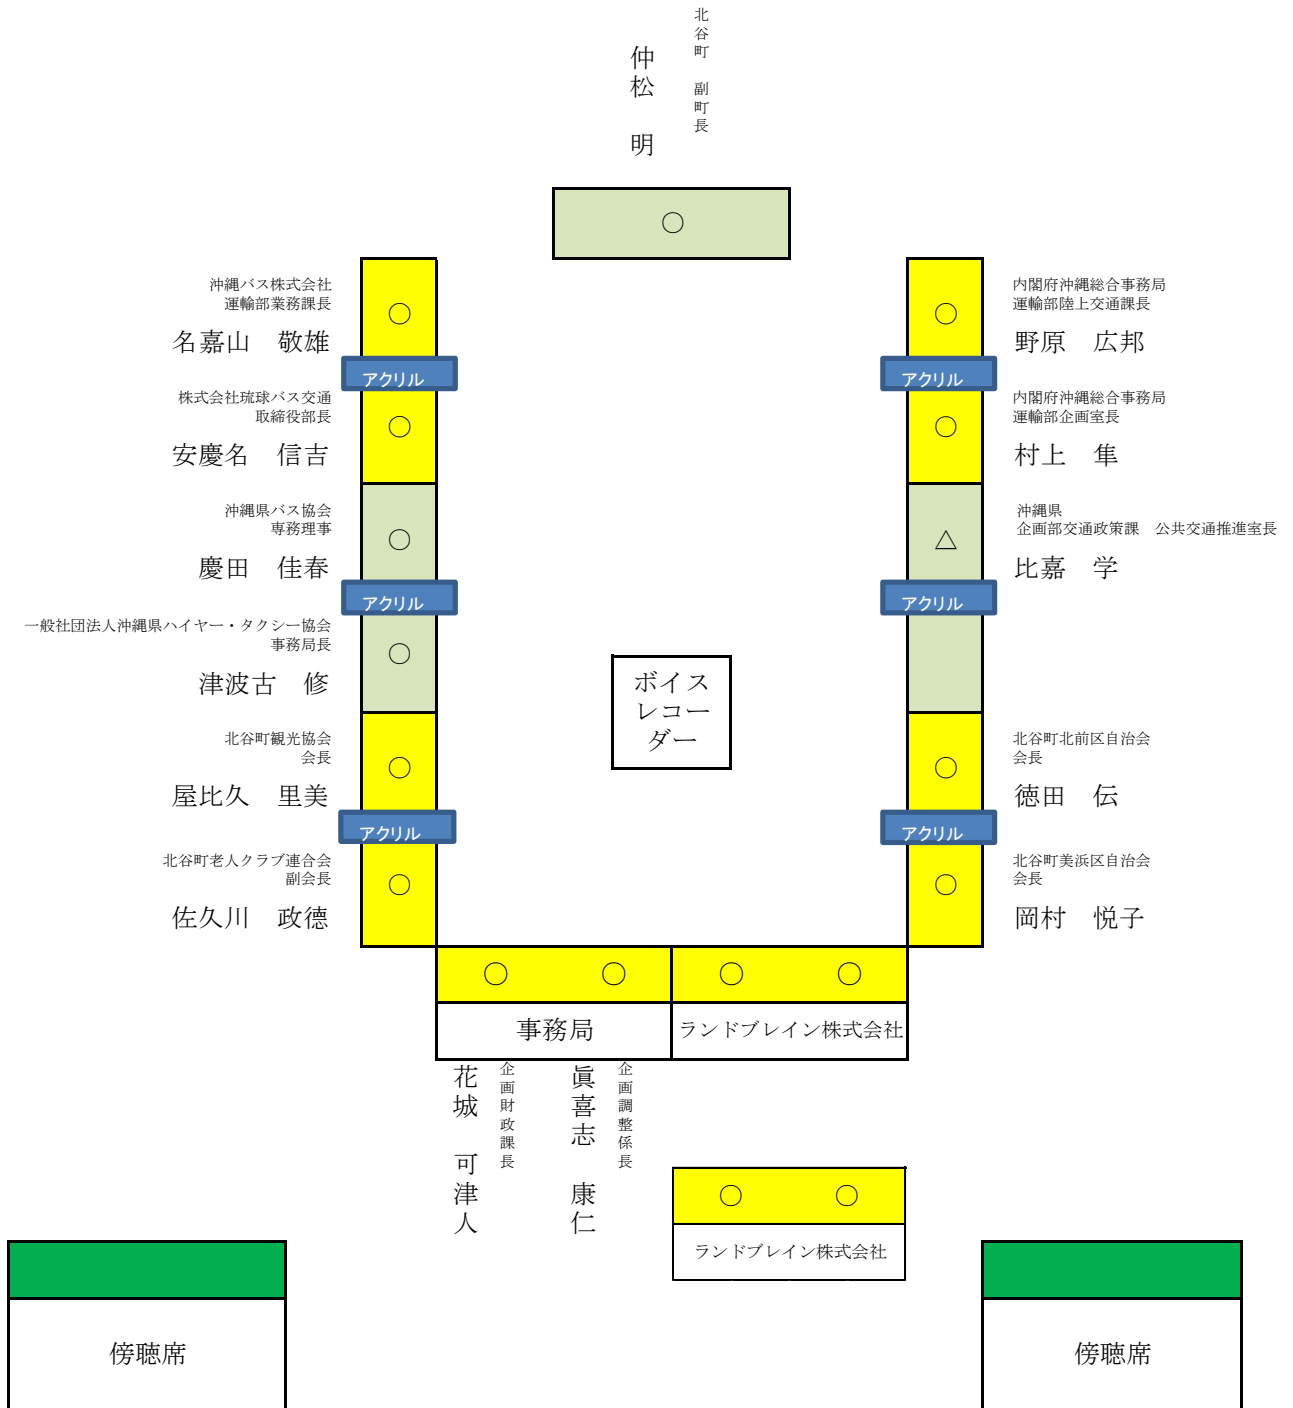 北谷町　副町長
仲松　明
○
沖縄バス株式会社
運輸部業務課長
名嘉山　敬雄
○
アクリル
株式会社琉球バス交通
取締役部長
安慶名　信吉
○
沖縄県バス協会
専務理事
慶田　佳春
○
アクリル
一般社団法人沖縄県ハイヤー・タクシー協会
事務局長
津波古　修
○
北谷町観光協会
会長
屋比久　里美
○
アクリル
北谷町老人クラブ連合会
副会長
佐久川　政德
○
内閣府沖縄総合事務局
運輸部陸上交通課長
野原　広邦
○
アクリル
内閣府沖縄総合事務局
運輸部企画室長
村上　隼
○
沖縄県
企画部交通政策課　公共交通推進室長
比嘉　学
△
アクリル
北谷町北前区自治会
会長
徳田　伝
○
アクリル
北谷町美浜区自治会
会長
岡村　悦子
○
ボイス
レコー
ダー
○ ○ ○ ○
事務局
ランドブレイン株式会社
企画財政課長
花城　可津人
企画調整係長
眞喜志　康仁
○ ○
ランドブレイン株式会社
傍聴席
傍聴席